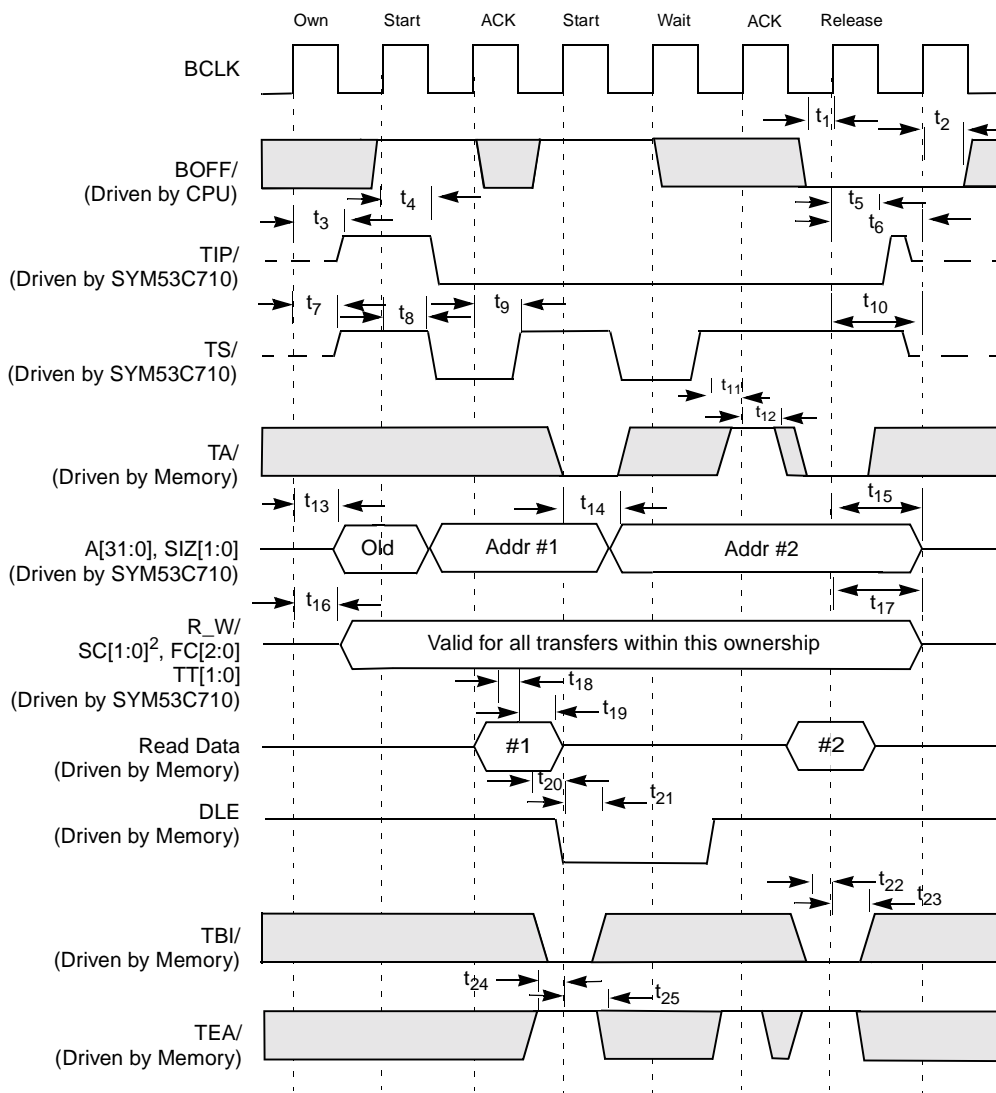 Own Start ACK Start Wait ACK Release
BCLK
t1 t2
BOFF/
(Driven by CPU)
t3 t4 t5
t6
TIP/
(Driven by SYM53C710)
t7 t8 t9 t10
TS/
(Driven by SYM53C710)
t11
t12
TA/
(Driven by Memory)
t13 t14 t15
A[31:0], SIZ[1:0]
(Driven by SYM53C710)
Old Addr #1 Addr #2
t16 t17
R_W/
SC[1:0]2, FC[2:0]
TT[1:0]
(Driven by SYM53C710)
Valid for all transfers within this ownership
t18
t19
Read Data
(Driven by Memory)
#1 #2
t20
t21
DLE
(Driven by Memory)
t22
t23
TBI/
(Driven by Memory)
t24
t25
TEA/
(Driven by Memory)